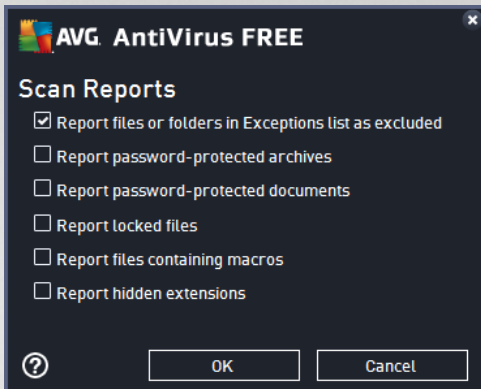 AVG. AntiVirus FREE
Scan Reports
Report files or folders in Exceptions list as excluded
Report password-protected archives
Report password-protected documents
Report locked files
Report files containing macros
Report hidden extensions
? OK Cancel